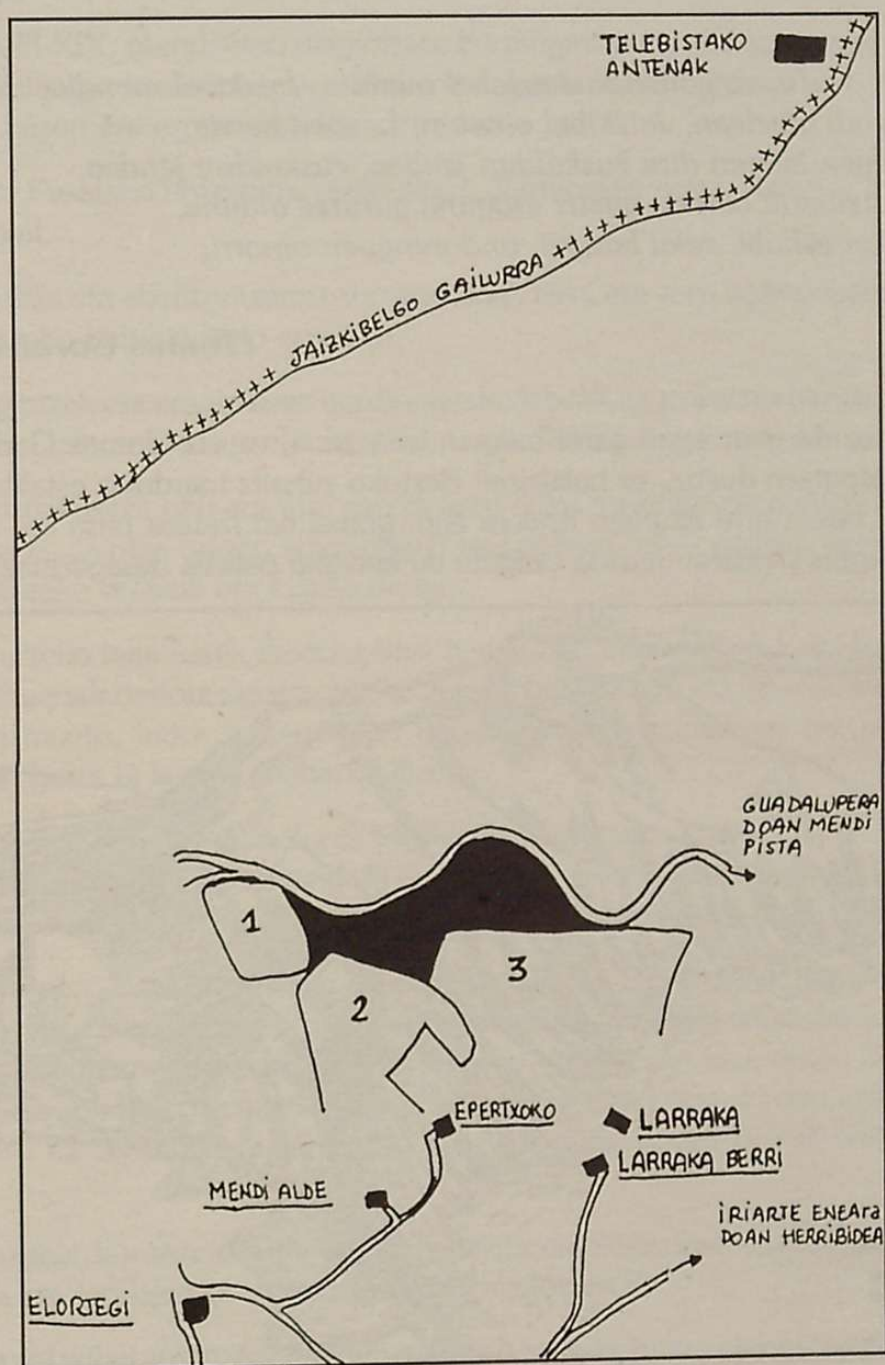 TELEBISTAKO
ANTENAK
JAIZKIBELGO GAILURRA
GUADALUPERA
DOAN MENDI
PISTA
1
2
3
EPERTXOKO
LARRAKA
LARRAKA BERRI
MENDI ALDE
IRIARTE ENEAra
DOAN HERRIBIDEA
ELORTEGI